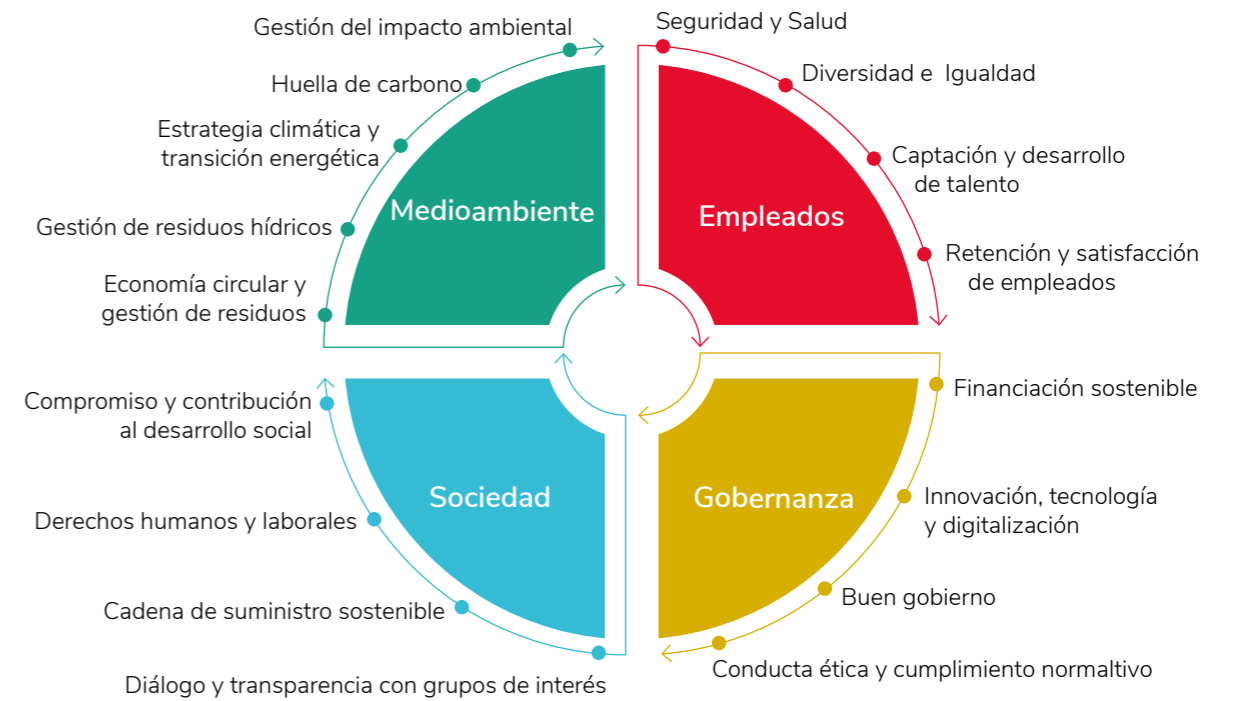 Gestión del impacto ambiental
Huella de carbono
Estrategia climática y
transición energética
Gestión de residuos hídricos
Economía circular y
gestión de residuos
Medioambiente
Seguridad y Salud
Diversidad e  Igualdad
Captación y desarrollo
de talento
Retención y satisfacción
de empleados
Empleados
Compromiso y contribución
al desarrollo social
Derechos humanos y laborales
Cadena de suministro sostenible
Diálogo y transparencia con grupos de interés
Sociedad
Financiación sostenible
Innovación, tecnología
y digitalización
Buen gobierno
Conducta ética y cumplimiento normaltivo
Gobernanza